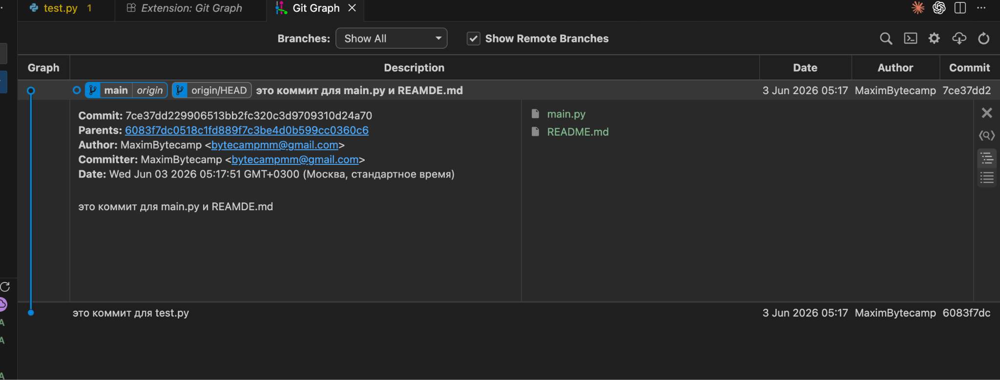 test.py 1 Extension: Git Graph Git Graph
Branches: Show All Show Remote Branches
Graph Description Date Author Commit
main origin origin/HEAD это коммит для main.py и REAMDE.md 3 Jun 2026 05:17 MaximBytecamp 7ce37dd2
Commit: 7ce37dd229906513bb2fc320c3d9709310d24a70
Parents: 6083f7dc0518c1fd889f7c3be4d0b599cc0360c6
Author: MaximBytecamp <bytecampmm@gmail.com>
Committer: MaximBytecamp <bytecampmm@gmail.com>
Date: Wed Jun 03 2026 05:17:51 GMT+0300 (Москва, стандартное время)
это коммит для main.py и REAMDE.md
main.py
README.md
это коммит для test.py 3 Jun 2026 05:17 MaximBytecamp 6083f7dc
A
A
A